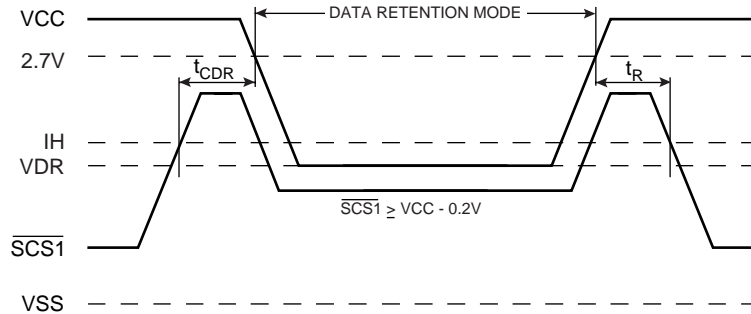 VCC
DATA RETENTION MODE
2.7V
tCDR
tR
IH
VDR
SCS1 ≥ VCC - 0.2V
SCS1
VSS